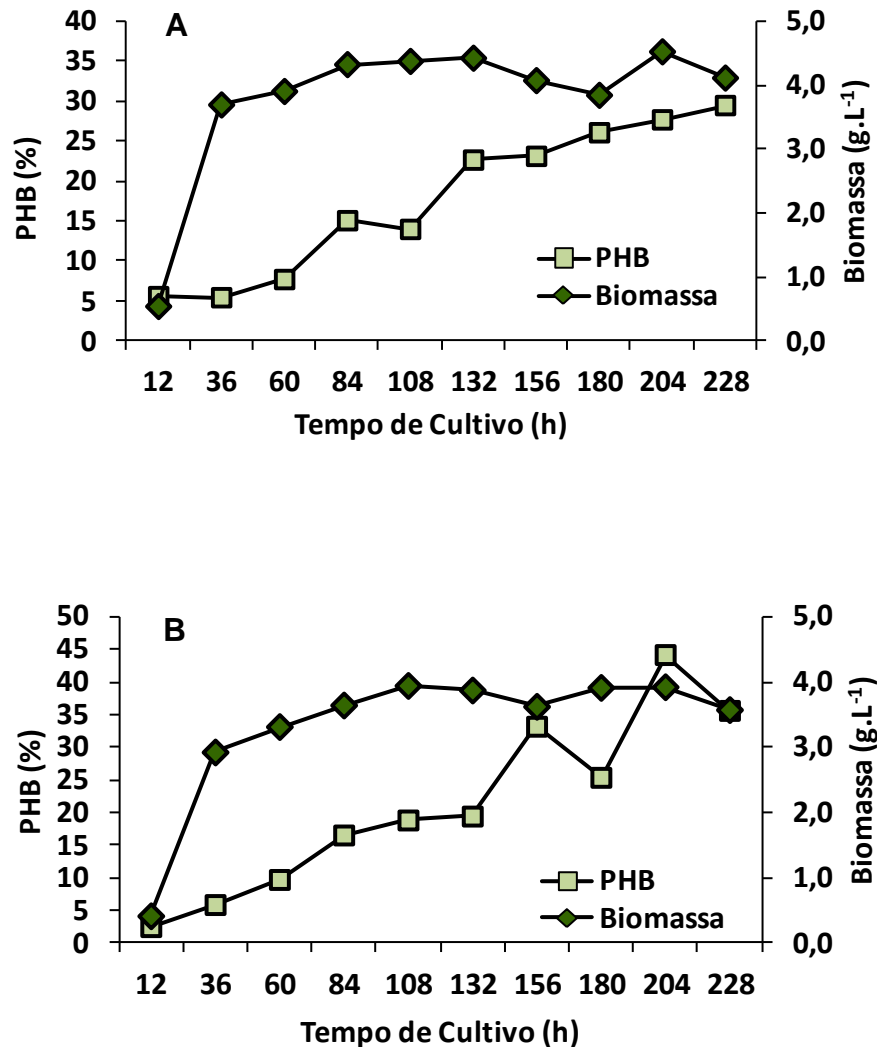 A
40
35
30
25
20
15
10
5
0
PHB (%)
5,0
4,0
3,0
2,0
1,0
0,0
Biomassa (g.L-1)
PHB
Biomassa
12 36 60 84 108 132 156 180 204 228
Tempo de Cultivo (h)
B
50
45
40
35
30
25
20
15
10
5
0
PHB (%)
5,0
4,0
3,0
2,0
1,0
0,0
Biomassa (g.L-1)
PHB
Biomassa
12 36 60 84 108 132 156 180 204 228
Tempo de Cultivo (h)